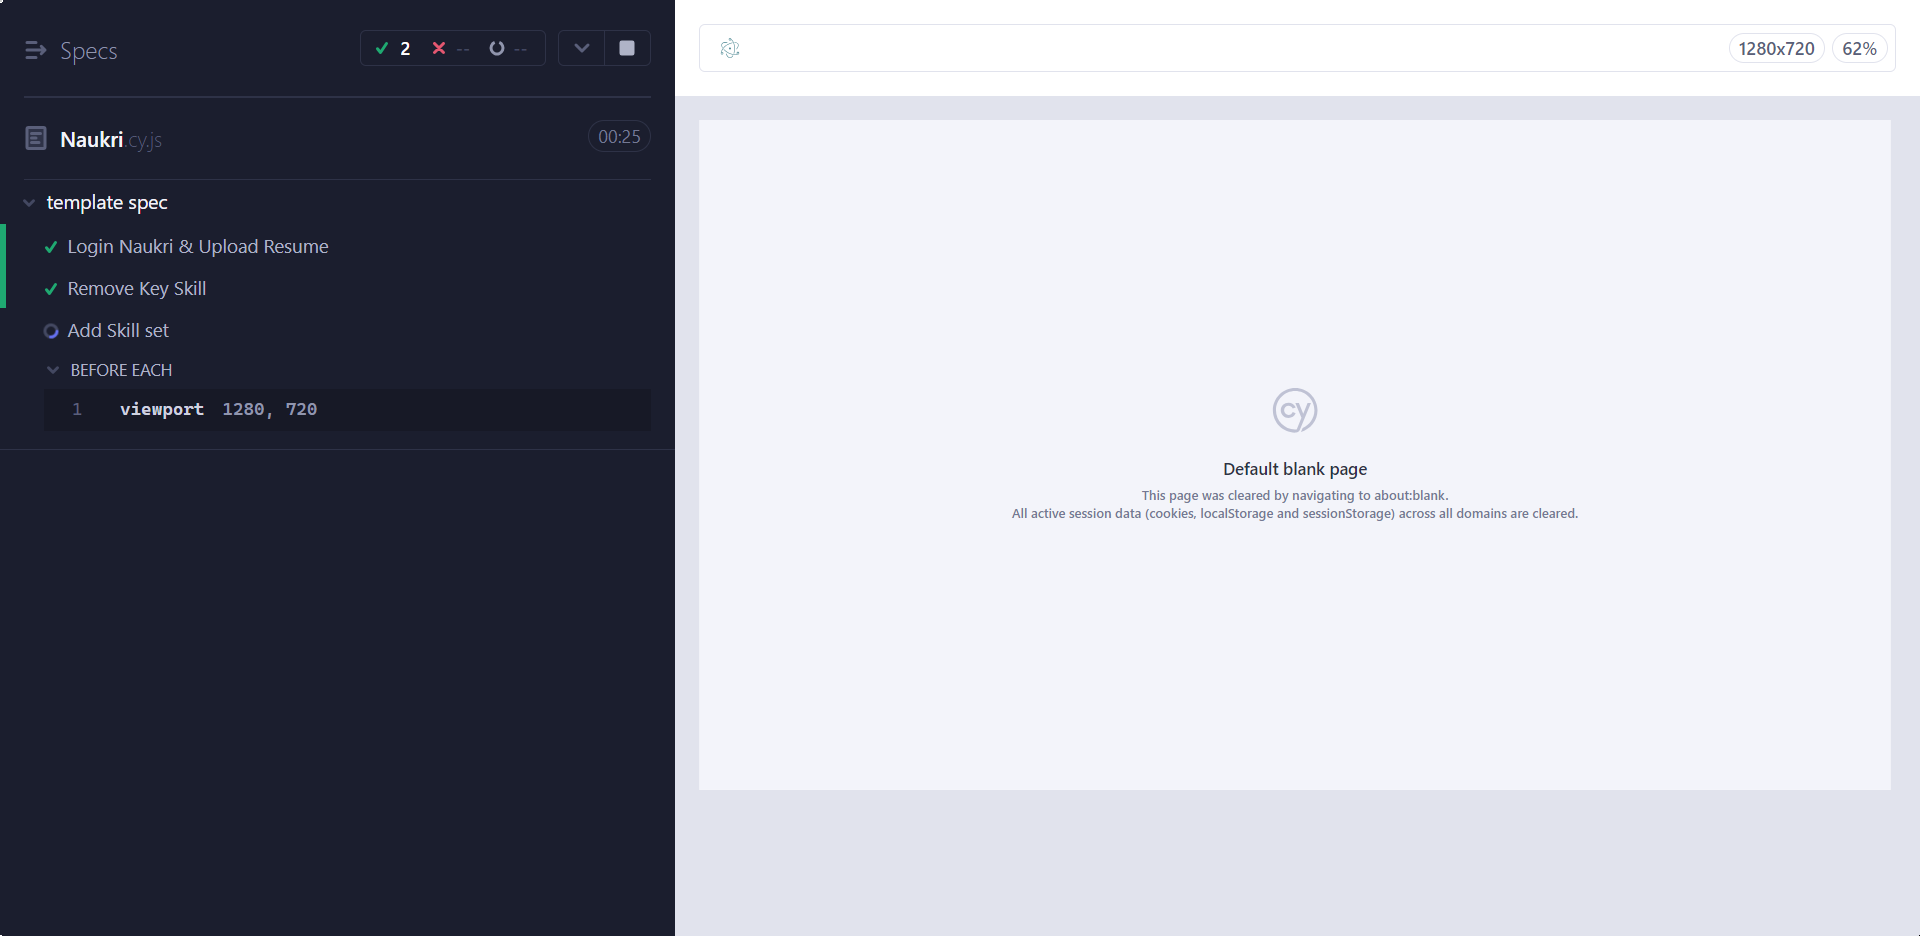 Specs
2 -- --
Naukri.cy.js
00:25
template spec
Login Naukri & Upload Resume
Remove Key Skill
Add Skill set
BEFORE EACH
1 viewport 1280, 720
1280x720
62%
cy
Default blank page
This page was cleared by navigating to about:blank.
All active session data (cookies, localStorage and sessionStorage) across all domains are cleared.